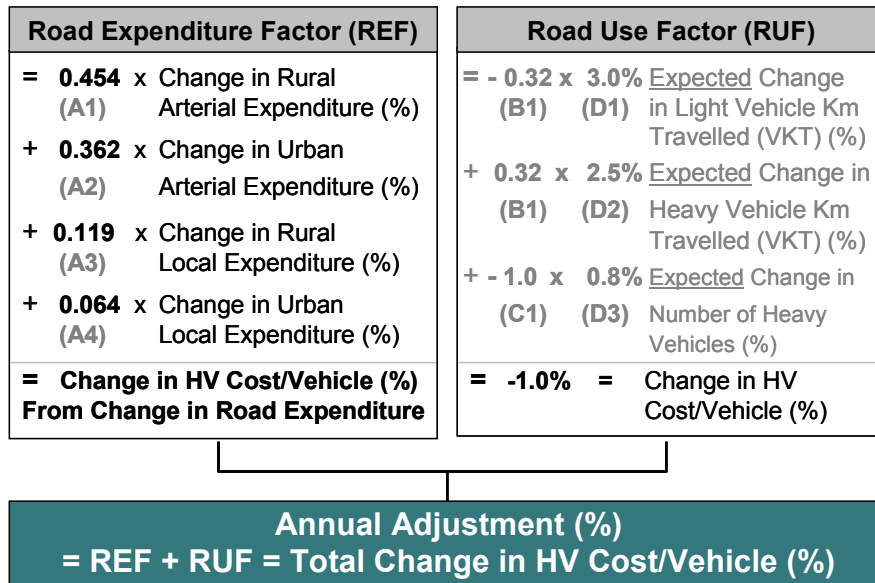 Road Expenditure Factor (REF)
= 0.454 x Change in Rural
(A1) Arterial Expenditure (%)
+ 0.362 x Change in Urban
(A2) Arterial Expenditure (%)
+ 0.119 x Change in Rural
(A3) Local Expenditure (%)
+ 0.064 x Change in Urban
(A4) Local Expenditure (%)
= Change in HV Cost/Vehicle (%)
From Change in Road Expenditure
Road Use Factor (RUF)
= - 0.32 x 3.0% Expected Change
(B1) (D1) in Light Vehicle Km
Travelled (VKT) (%)
+ 0.32 x 2.5% Expected Change in
(B1) (D2) Heavy Vehicle Km
Travelled (VKT) (%)
+ - 1.0 x 0.8% Expected Change in
(C1) (D3) Number of Heavy
Vehicles (%)
= -1.0% = Change in HV
Cost/Vehicle (%)
Annual Adjustment (%)
= REF + RUF = Total Change in HV Cost/Vehicle (%)